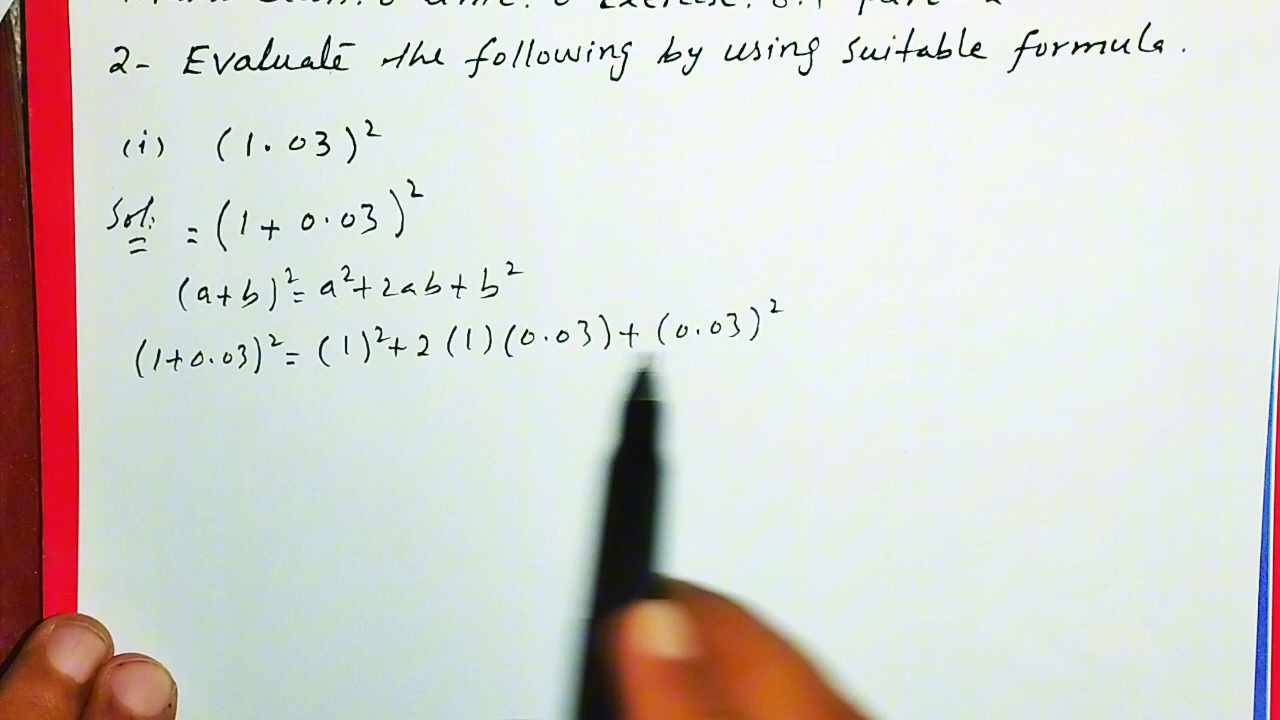 2- Evaluate the following by using suitable formula.
(i) (1.03)²
Sol: = (1 + 0.03)²
(a+b)² = a² + 2ab + b²
(1+0.03)² = (1)² + 2 (1) (0.03) + (0.03)²